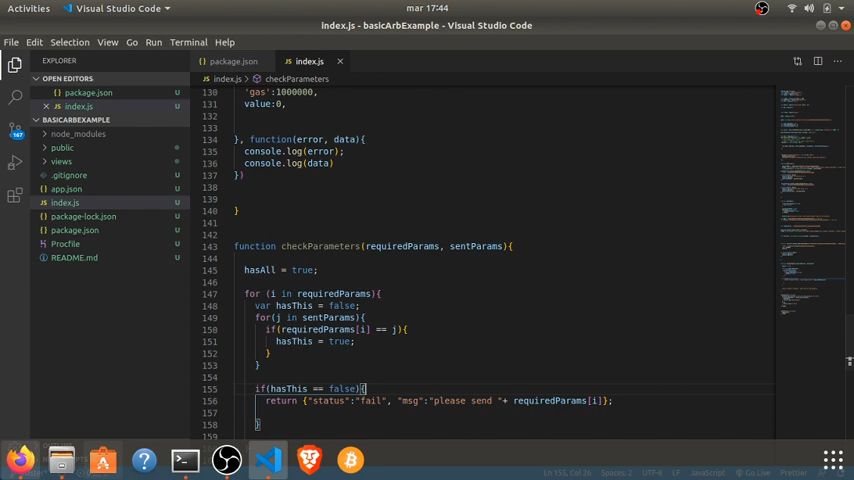 Activities
Visual Studio Code
mar 17:44
index.js - basicArbExample - Visual Studio Code
File Edit Selection View Go Run Terminal Help
EXPLORER
OPEN EDITORS
package.json U
index.js U
BASICARBEXAMPLE
node_modules
public
views
.gitignore U
app.json U
index.js U
package-lock.json U
package.json U
Procfile U
README.md U
167
package.json
index.js
index.js > checkParameters
130 'gas':1000000,
131 value:0,
132
133
134 }, function(error, data){
135 console.log(error);
136 console.log(data)
137 })
138
139
140 }
141
142
143 function checkParameters(requiredParams, sentParams){
144
145 hasAll = true;
146
147 for (i in requiredParams){
148 var hasThis = false;
149 for(j in sentParams){
150 if(requiredParams[i] == j){
151 hasThis = true;
152 }
153 }
154
155 if(hasThis == false){
156 return {"status":"fail", "msg":"please send "+ requiredParams[i]};
157
158 }
159
Ln 155, Col 26 Spaces: 2 UTF-8 LF JavaScript Go Live Prettier